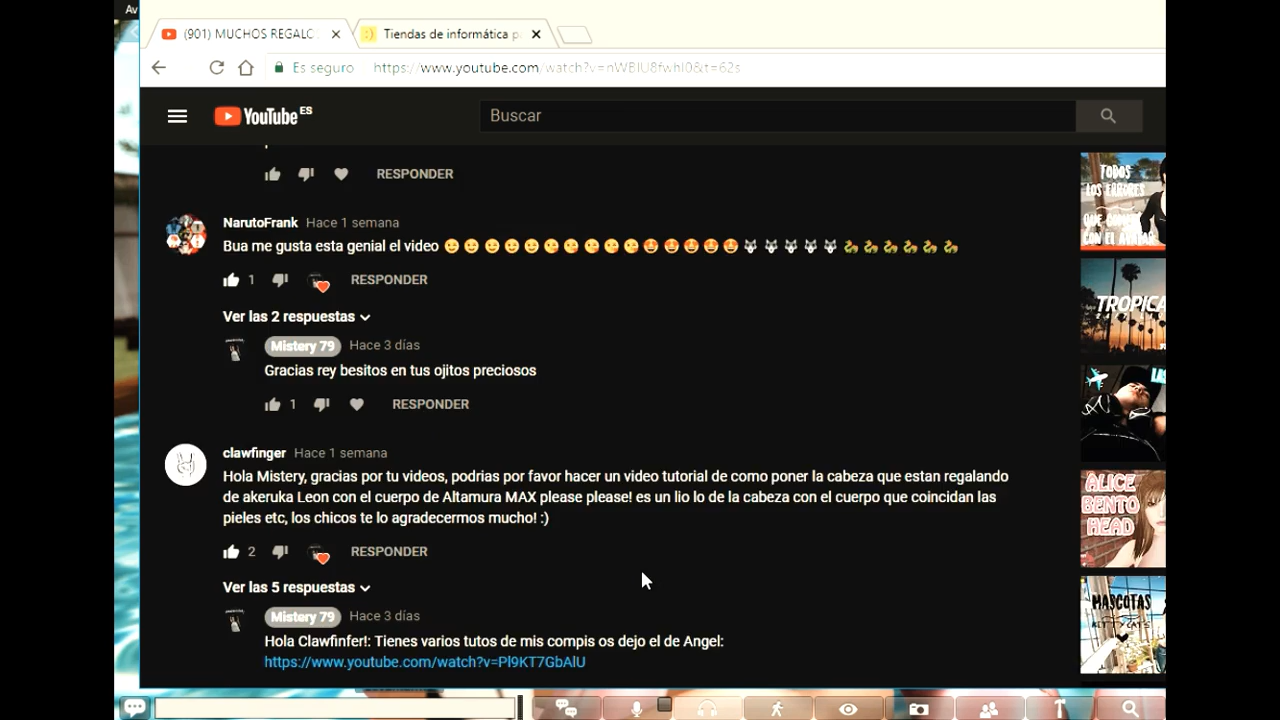 Av
(901) MUCHOS REGALO
Tiendas de informática p
Es seguro https://www.youtube.com/watch?v=nWBIU8fwhI0&t=62s
YouTube ES
Buscar
RESPONDER
NarutoFrank Hace 1 semana
Bua me gusta esta genial el video 😉😉😉😉😉😘😘😘😘😘🤩🤩🤩🤩🤩🐺🐺🐺🐺🐺🐉🐉🐉🐉🐉🐉
1 RESPONDER
Ver las 2 respuestas
Mistery 79 Hace 3 días
Gracias rey besitos en tus ojitos preciosos
1 RESPONDER
clawfinger Hace 1 semana
Hola Mistery, gracias por tu videos, podrias por favor hacer un video tutorial de como poner la cabeza que estan regalando
de akeruka Leon con el cuerpo de Altamura MAX please please! es un lio lo de la cabeza con el cuerpo que coincidan las
pieles etc, los chicos te lo agradecermos mucho! :)
2 RESPONDER
Ver las 5 respuestas
Mistery 79 Hace 3 días
Hola Clawfinfer!: Tienes varios tutos de mis compis os dejo el de Angel:
https://www.youtube.com/watch?v=Pl9KT7GbAlU
TODOS
LOS ERRORES
CON EL AVATAR
TROPICA
LAS
ALICE
BENTO
HEAD
MASCOTAS